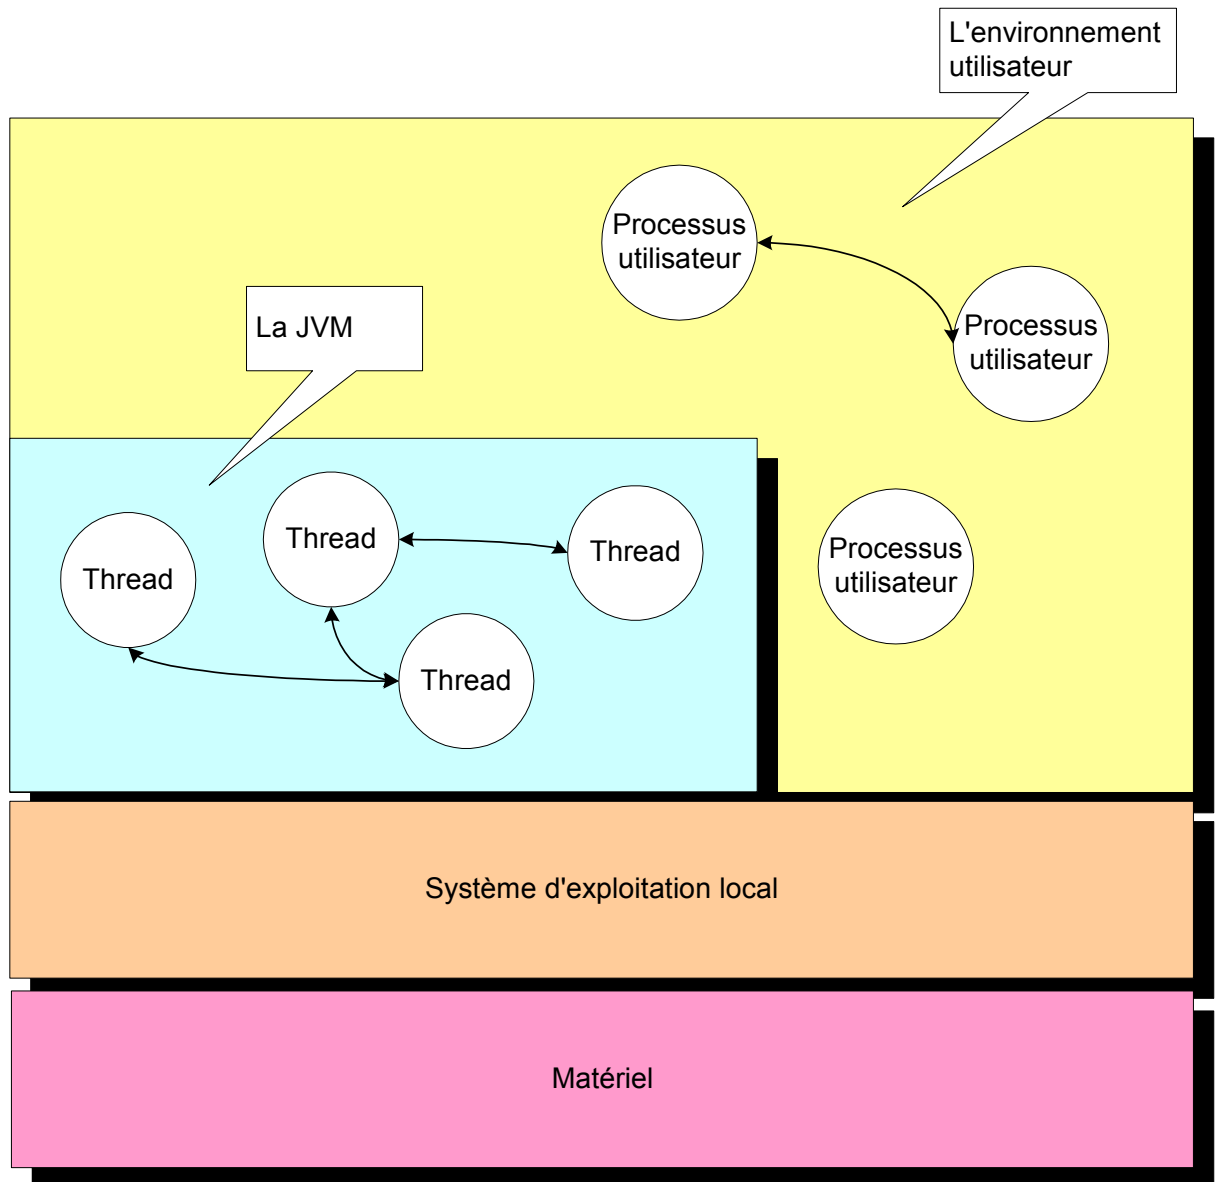 L'environnement
utilisateur
Processus
utilisateur
Processus
utilisateur
La JVM
Thread
Thread
Thread
Processus
utilisateur
Thread
Système d'exploitation local
Matériel